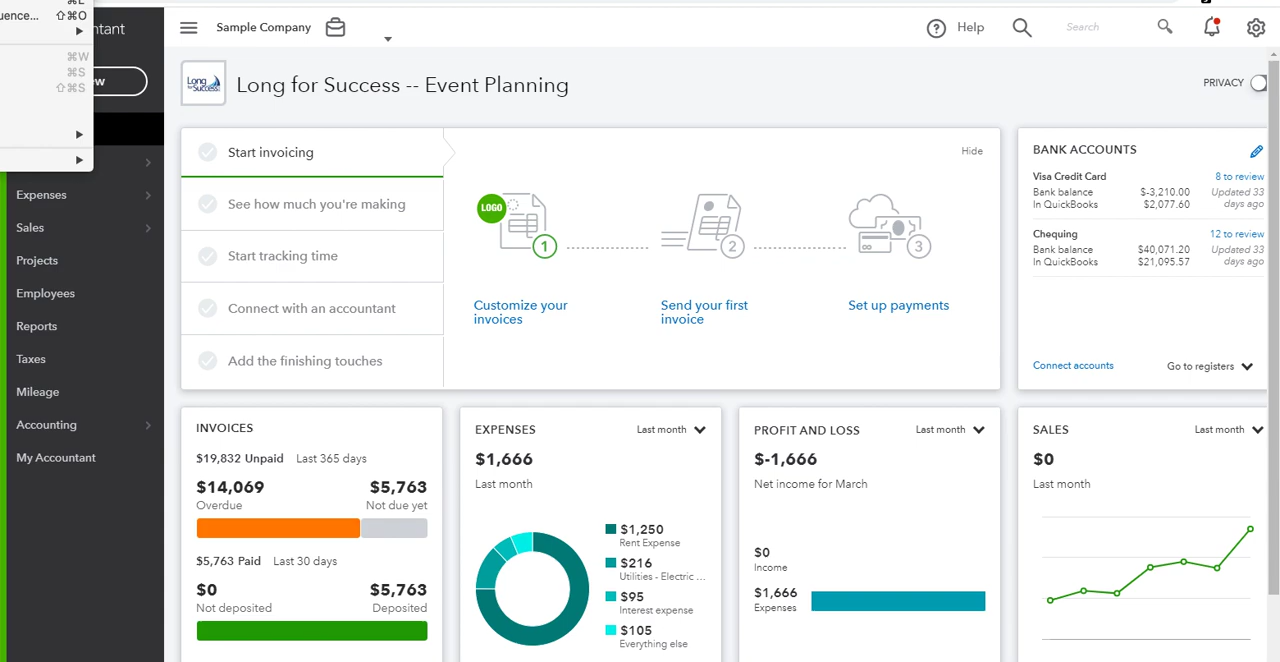 ⌘E
uence... ⇧⌘O
⌘W
⌘S
⇧⌘S
ntant
ew
Expenses
Sales
Projects
Employees
Reports
Taxes
Mileage
Accounting
My Accountant
Sample Company
Help
Search
Long for Success -- Event Planning
PRIVACY
Start invoicing
See how much you're making
Start tracking time
Connect with an accountant
Add the finishing touches
Hide
LOGO
1
2
3
Customize your
invoices
Send your first
invoice
Set up payments
BANK ACCOUNTS
Visa Credit Card 8 to review
Bank balance $-3,210.00 Updated 33
In QuickBooks $2,077.60 days ago
Chequing 12 to review
Bank balance $40,071.20 Updated 33
In QuickBooks $21,095.57 days ago
Connect accounts Go to registers
INVOICES
$19,832 Unpaid Last 365 days
$14,069 $5,763
Overdue Not due yet
$5,763 Paid Last 30 days
$0 $5,763
Not deposited Deposited
EXPENSES Last month
$1,666
Last month
$1,250
Rent Expense
$216
Utilities - Electric ...
$95
Interest expense
$105
Everything else
PROFIT AND LOSS Last month
$-1,666
Net income for March
$0
Income
$1,666
Expenses
SALES Last month
$0
Last month